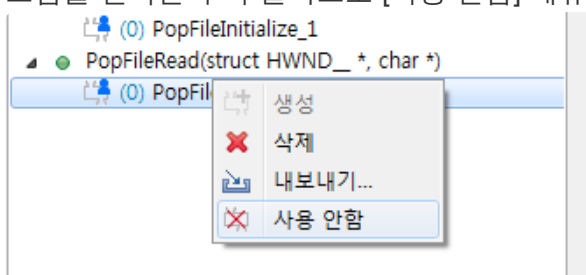 (0) PopFileInitialize_1
PopFileRead(struct HWND__ *, char *)
(0) PopFil
생성
삭제
내보내기...
사용 안함